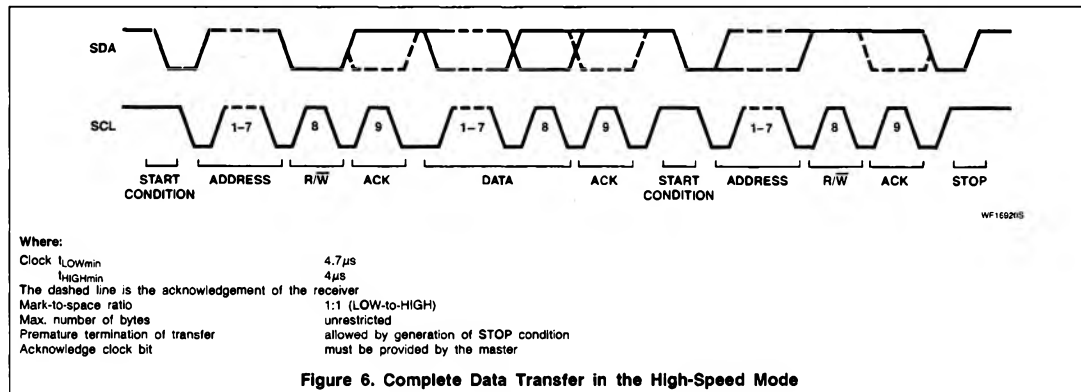 SDA
SCL
1-7 8 9 1-7 8 9 1-7 8 9
START CONDITION ADDRESS R/W̅ ACK DATA ACK START CONDITION ADDRESS R/W̅ ACK STOP
WF16920S
Where:
Clock tLOWmin 4.7µs
tHIGHmin 4µs
The dashed line is the acknowledgement of the receiver
Mark-to-space ratio 1:1 (LOW-to-HIGH)
Max. number of bytes unrestricted
Premature termination of transfer allowed by generation of STOP condition
Acknowledge clock bit must be provided by the master
Figure 6. Complete Data Transfer in the High-Speed Mode